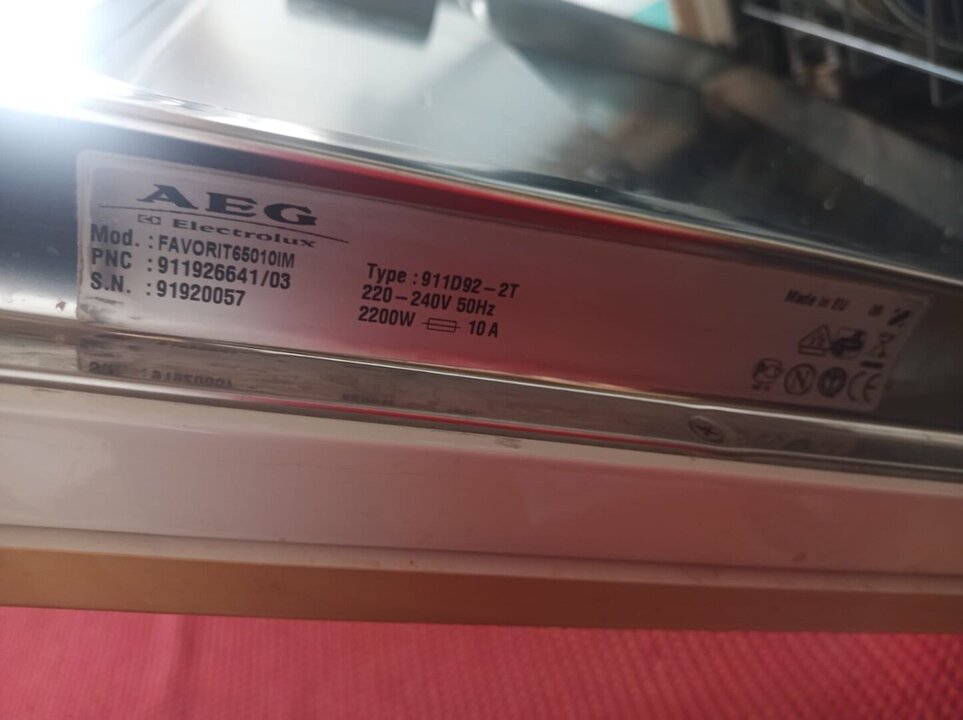 AEG
Electrolux
Mod. : FAVORIT65010IM
PNC : 911926641/03
S.N. : 91920057
Type : 911D92-2T
220-240V 50Hz
2200W 10 A
Made in EU
CE